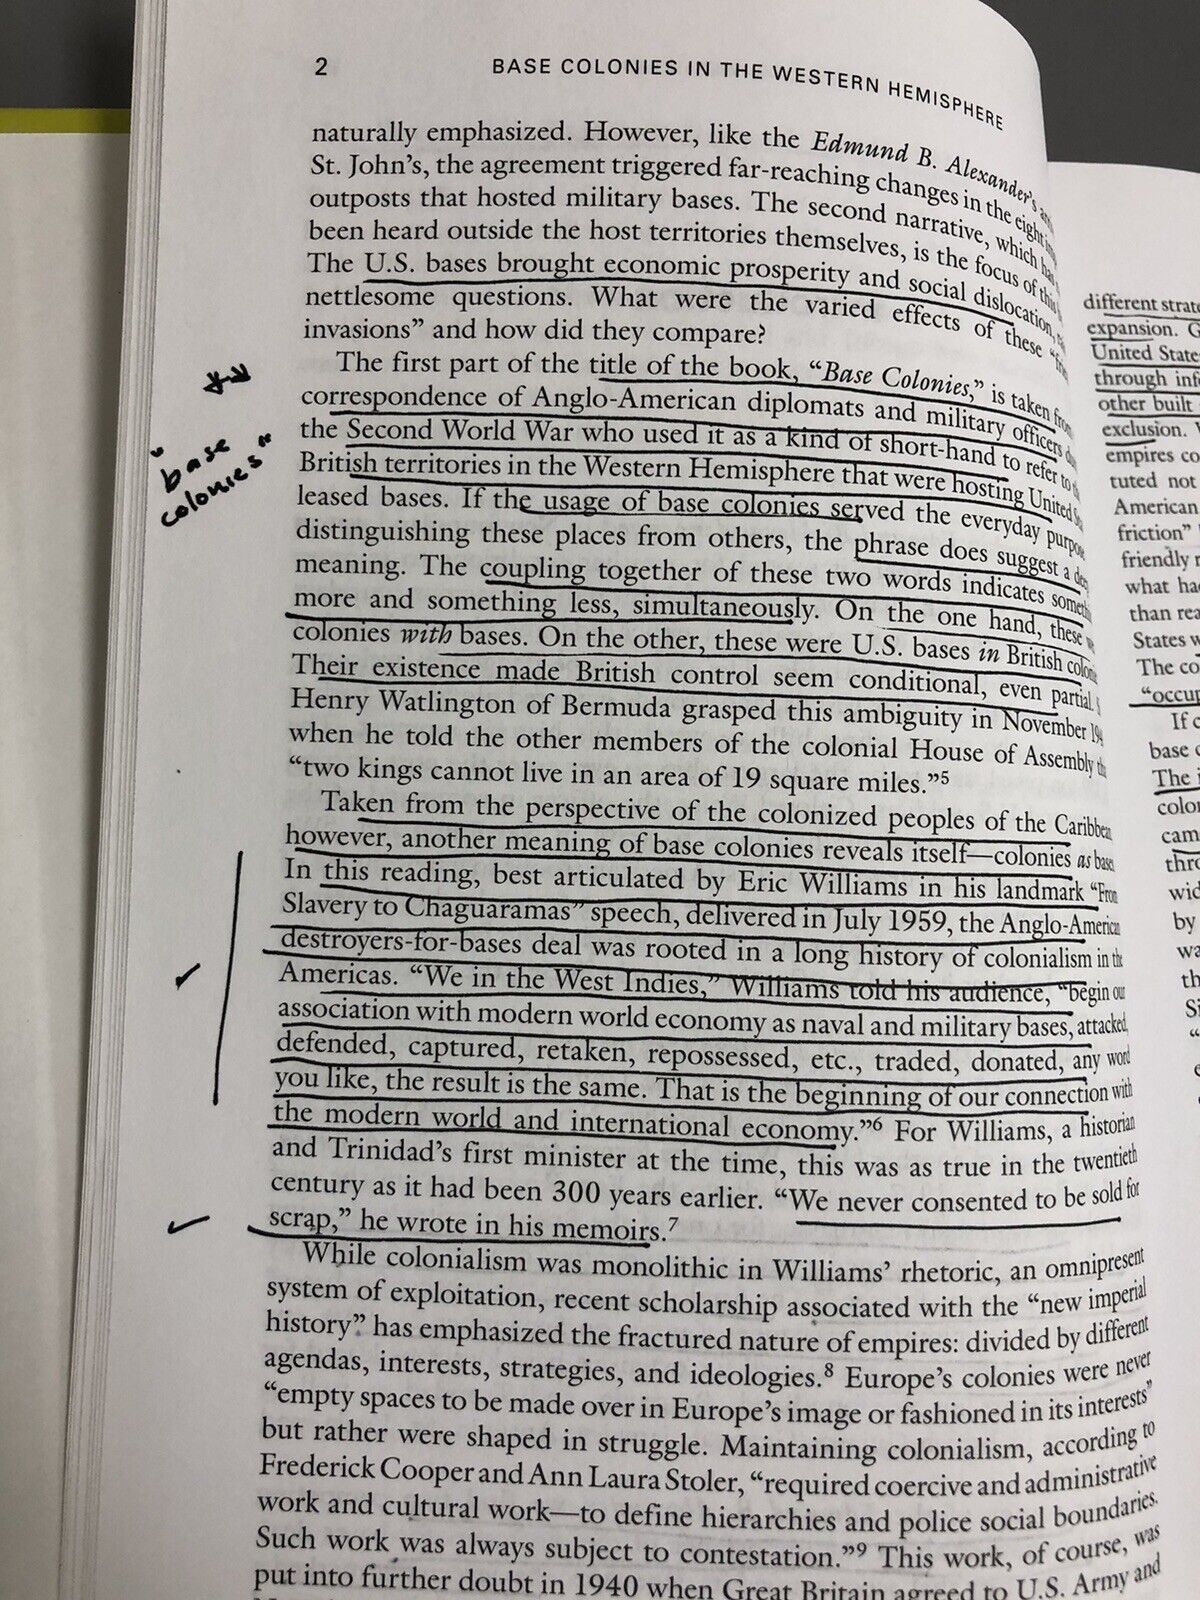 2
BASE COLONIES IN THE WESTERN HEMISPHERE
naturally emphasized. However, like the Edmund B. Alexander's
St. John's, the agreement triggered far-reaching changes in the eight
outposts that hosted military bases. The second narrative, which has
been heard outside the host territories themselves, is the focus of this
The U.S. bases brought economic prosperity and social dislocation,
nettlesome questions. What were the varied effects of these
invasions” and how did they compare?
The first part of the title of the book, “Base Colonies,” is taken from
correspondence of Anglo-American diplomats and military officers
the Second World War who used it as a kind of short-hand to refer to
British territories in the Western Hemisphere that were hosting United
leased bases. If the usage of base colonies served the everyday purpose
distinguishing these places from others, the phrase does suggest a
meaning. The coupling together of these two words indicates
more and something less, simultaneously. On the one hand, these
colonies with bases. On the other, these were U.S. bases in British
Their existence made British control seem conditional, even partial.
Henry Watlington of Bermuda grasped this ambiguity in November
when he told the other members of the colonial House of Assembly
“two kings cannot live in an area of 19 square miles.”5
Taken from the perspective of the colonized peoples of the Caribbean
however, another meaning of base colonies reveals itself—colonies as bases
In this reading, best articulated by Eric Williams in his landmark “From
Slavery to Chaguaramas” speech, delivered in July 1959, the Anglo-American
destroyers-for-bases deal was rooted in a long history of colonialism in the
Americas. “We in the West Indies,” Williams told his audience, “begin our
association with modern world economy as naval and military bases, attacked,
defended, captured, retaken, repossessed, etc., traded, donated, any word
you like, the result is the same. That is the beginning of our connection with
the modern world and international economy.”6 For Williams, a historian
and Trinidad's first minister at the time, this was as true in the twentieth
century as it had been 300 years earlier. “We never consented to be sold for
scrap,” he wrote in his memoirs.7
While colonialism was monolithic in Williams' rhetoric, an omnipresent
system of exploitation, recent scholarship associated with the “new imperial
history” has emphasized the fractured nature of empires: divided by different
agendas, interests, strategies, and ideologies.8 Europe's colonies were never
“empty spaces to be made over in Europe's image or fashioned in its interests”
but rather were shaped in struggle. Maintaining colonialism, according to
Frederick Cooper and Ann Laura Stoler, “required coercive and administrative
work and cultural work—to define hierarchies and police social boundaries.
Such work was always subject to contestation.”9 This work, of course, was
put into further doubt in 1940 when Great Britain agreed to U.S. Army and
"base
colonies"
different
expansion.
United
through
other built
exclusion.
empires
tuted not
American
friction”
friendly
what
than
States
The
If
base
The
by